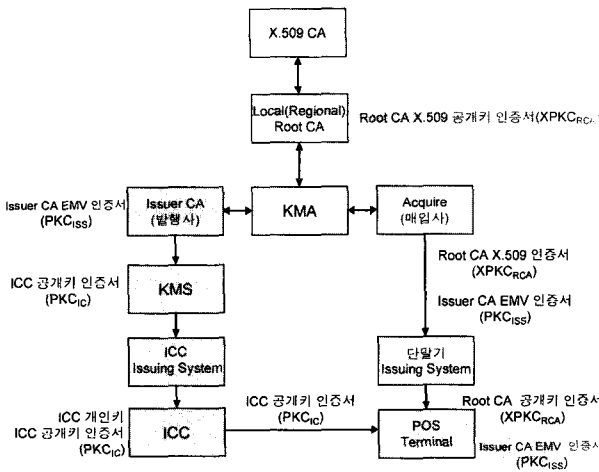 X.509 CA
Local(Regional)
Root CA
Root CA X.509 공개키 인증서(XPKC_RCA)
Issuer CA EMV 인증서
(PKC_ISS)
Issuer CA
(발행사)
KMA
Acquire
(매입사)
Root CA X.509 인증서
(XPKC_RCA)
ICC 공개키 인증서
(PKC_IC)
KMS
Issuer CA EMV 인증서
(PKC_ISS)
ICC
Issuing System
단말기
Issuing System
ICC 개인키
ICC 공개키 인증서
(PKC_IC)
ICC
ICC 공개키 인증서
(PKC_IC)
POS
Terminal
Root CA 공개키 인증서
(XPKC_RCA)
Issuer CA EMV 인증서
(PKC_ISS)